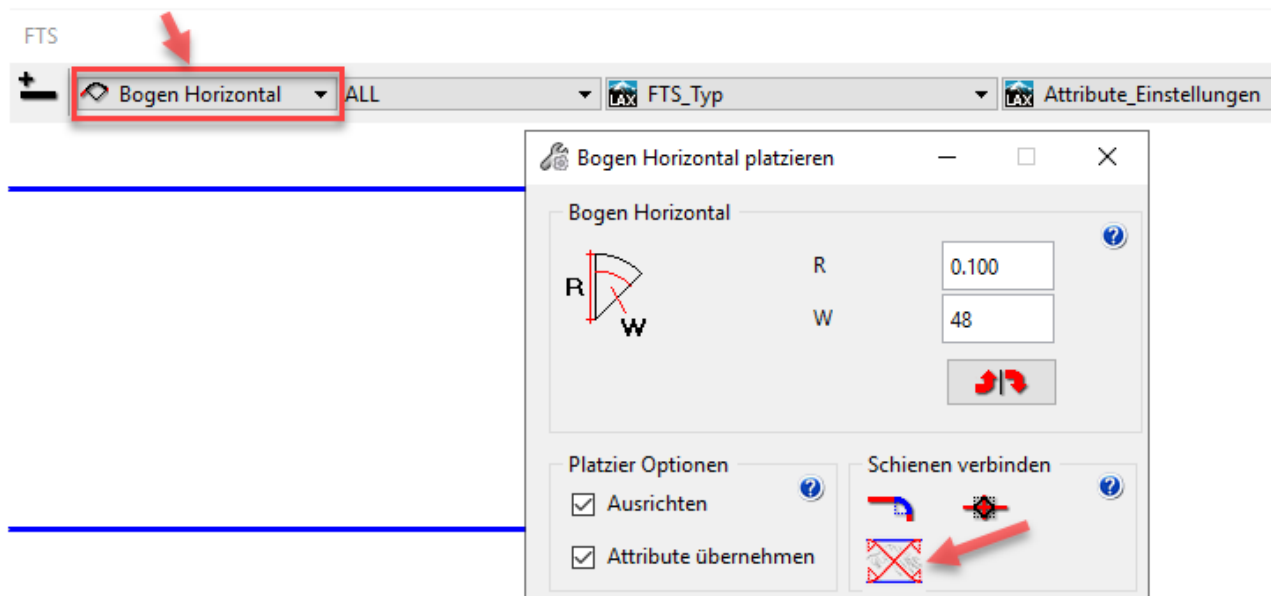 FTS
Bogen Horizontal ALL FTS_Typ Attribute_Einstellungen
Bogen Horizontal platzieren
Bogen Horizontal
R 0.100
R
W 48
W
Platzier Optionen Schienen verbinden
Ausrichten
Attribute übernehmen